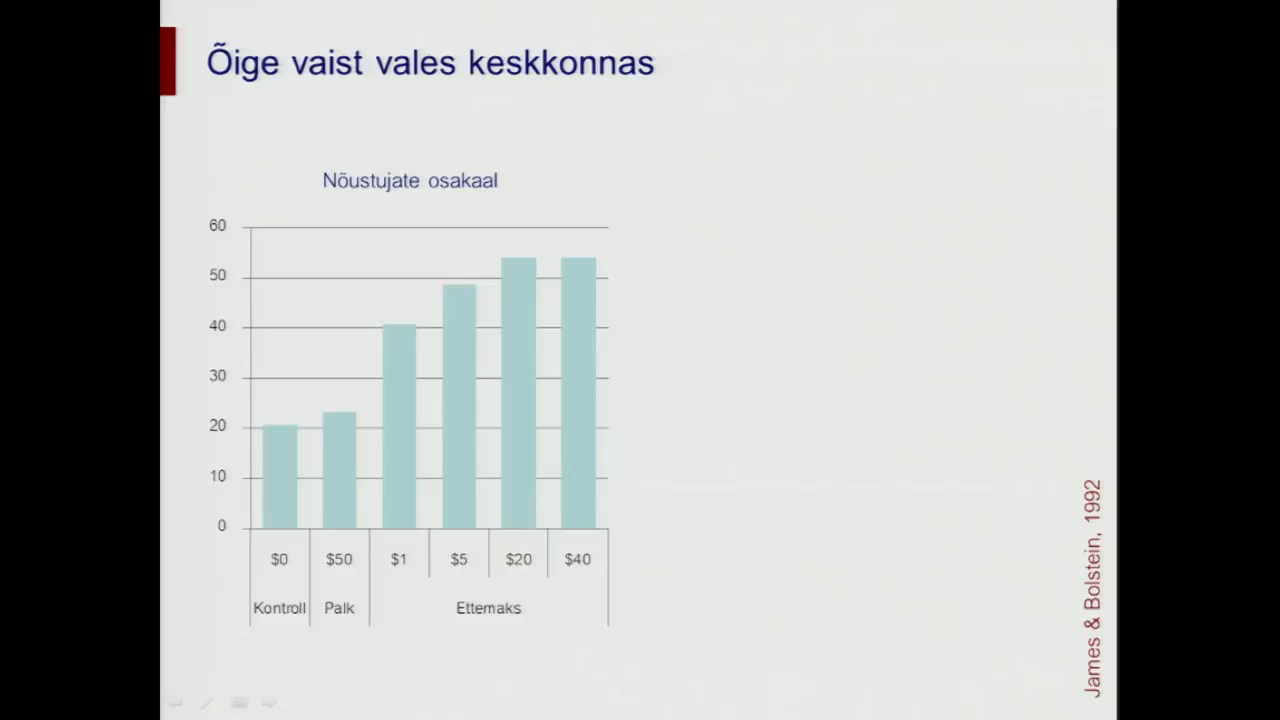 Õige vaist vales keskkonnas
Nõustujate osakaal
60
50
40
30
20
10
0
$0 $50 $1 $5 $20 $40
Kontroll Palk Ettemaks
James & Bolstein, 1992